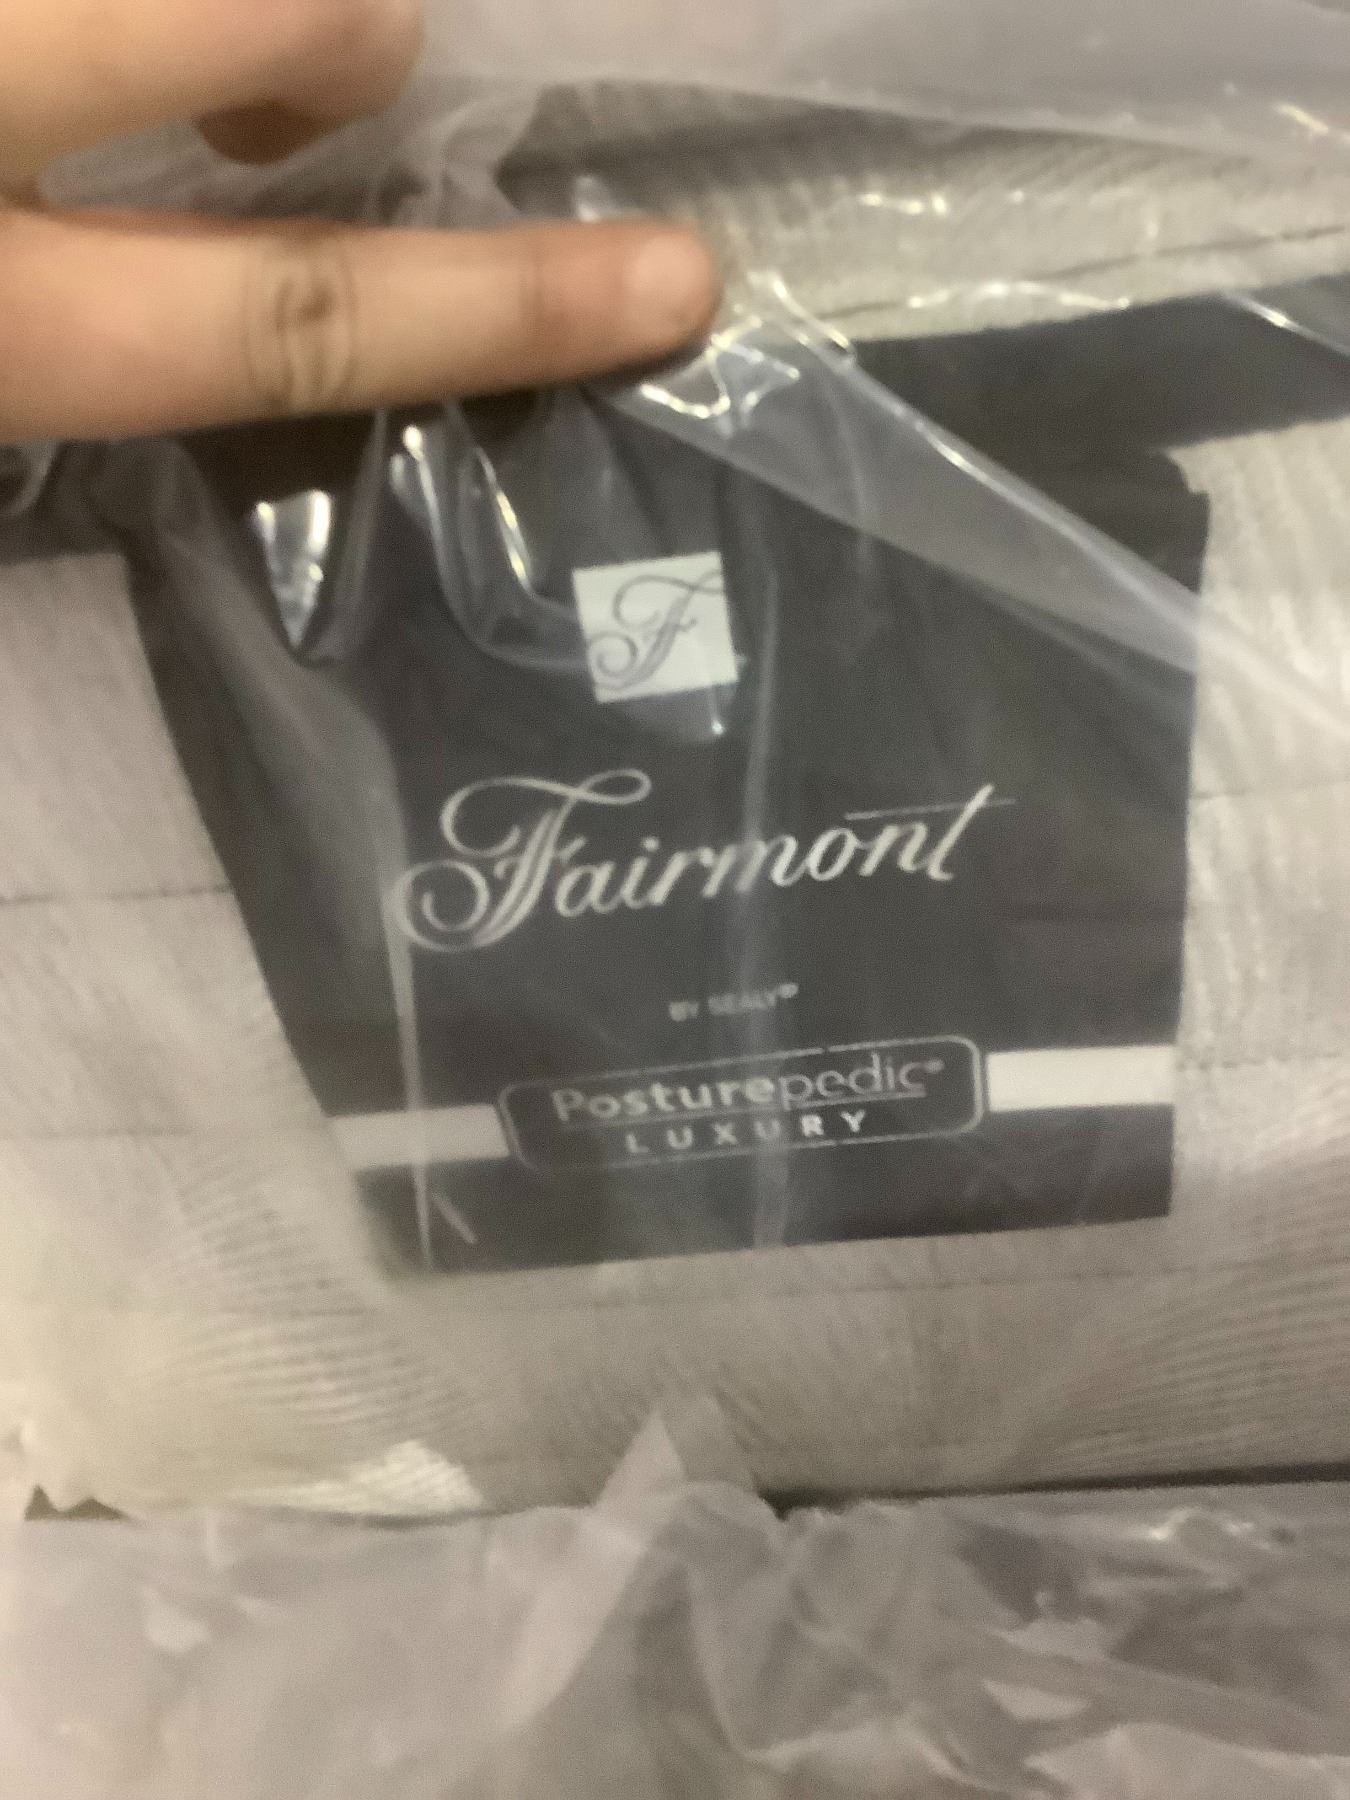 F
Fairmont
BY SEALY®
Posturepedic®
LUXURY